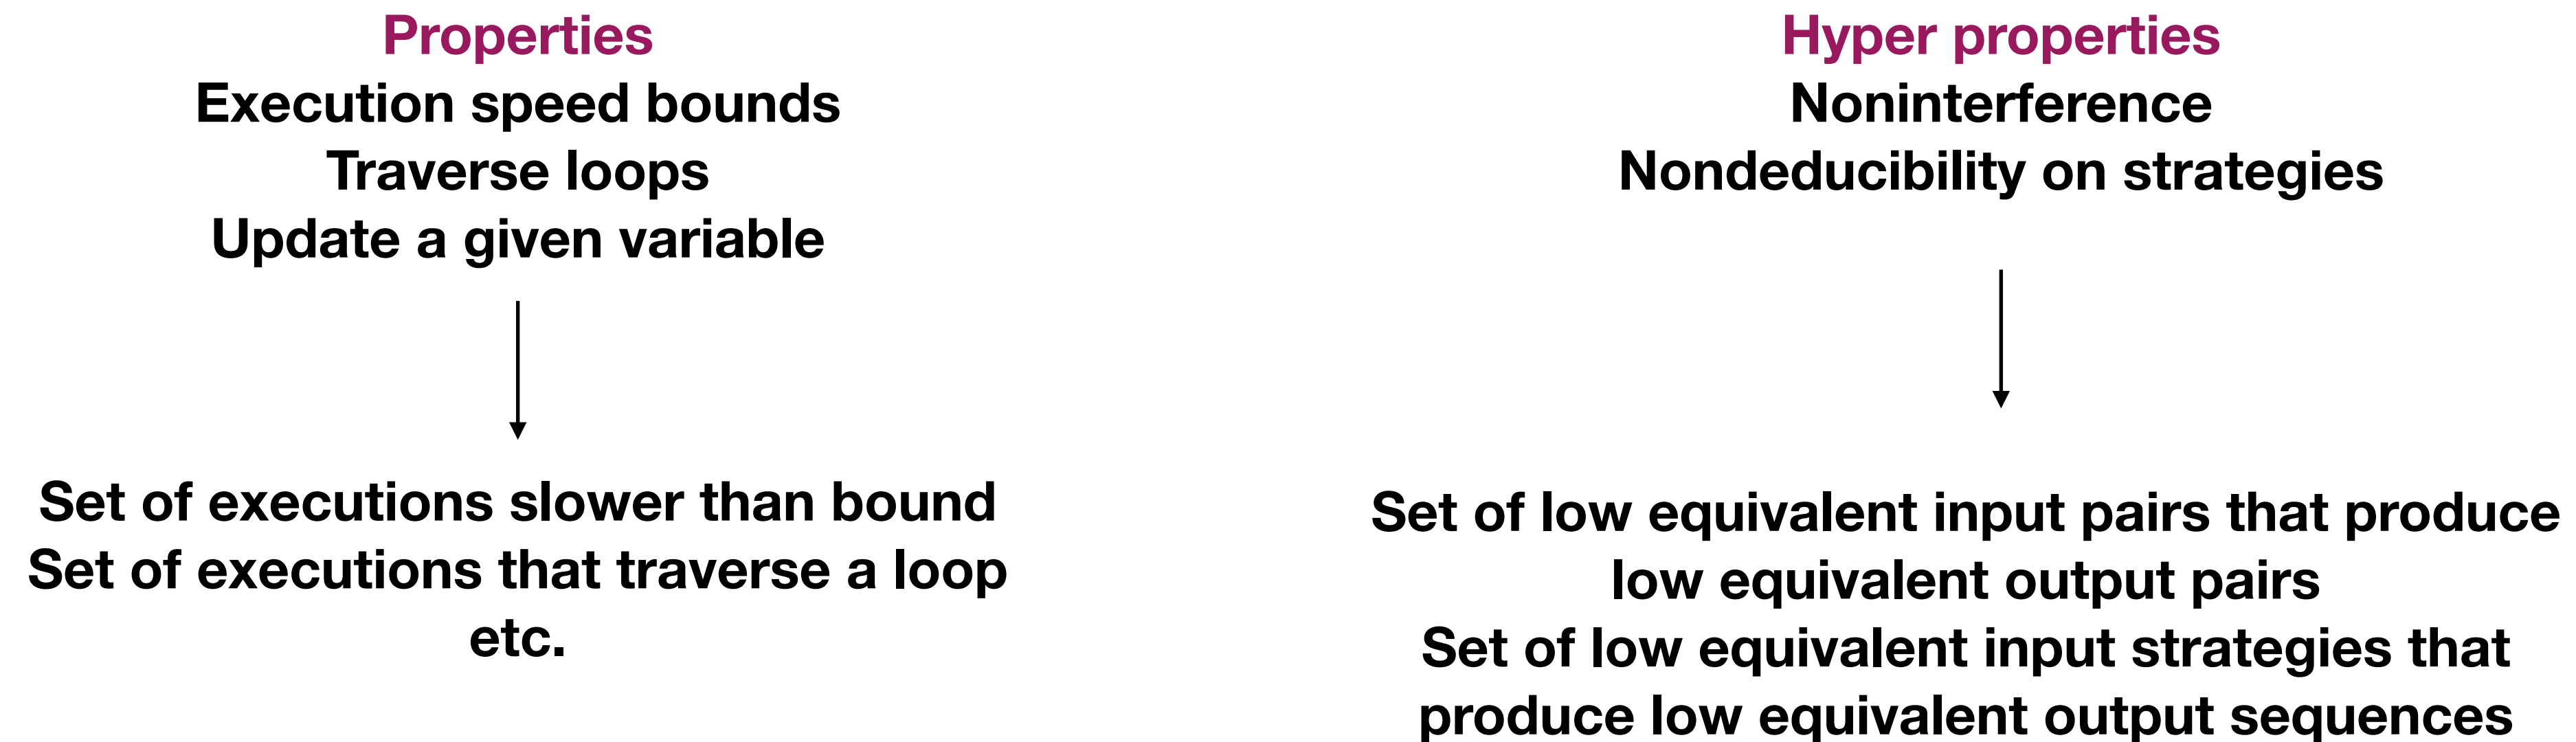 Properties
Execution speed bounds
Traverse loops
Update a given variable
Set of executions slower than bound
Set of executions that traverse a loop
etc.
Hyper properties
Noninterference
Nondeducibility on strategies
Set of low equivalent input pairs that produce
low equivalent output pairs
Set of low equivalent input strategies that
produce low equivalent output sequences